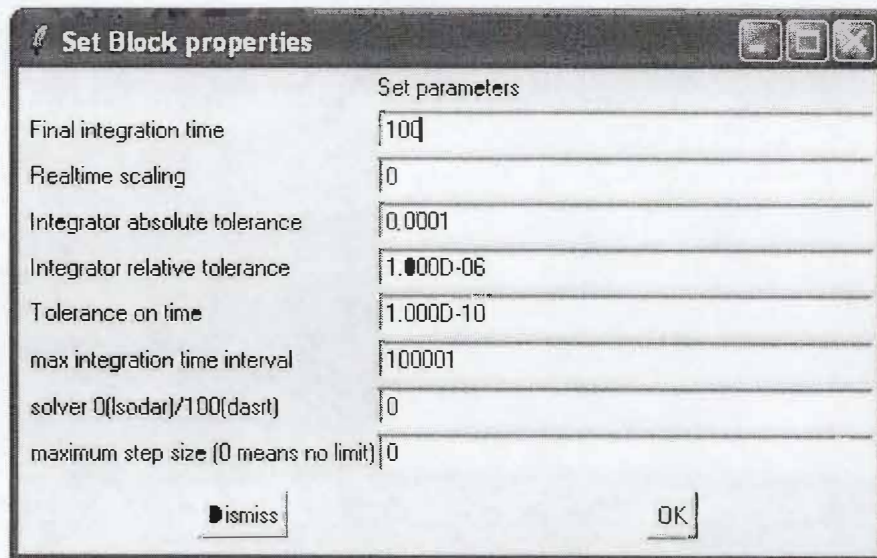 Set Block properties
Set parameters
Final integration time 100
Realtime scaling 0
Integrator absolute tolerance 0.0001
Integrator relative tolerance 1.000D-06
Tolerance on time 1.000D-10
max integration time interval 100001
solver 0(lsodar)/100(dasrt) 0
maximum step size (0 means no limit) 0
Dismiss OK